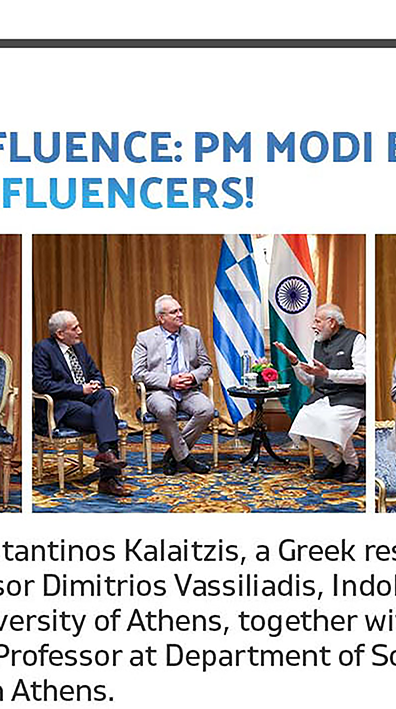 FLUENCE: PM MODI
FLUENCERS!
tantinos Kalaitzis, a Greek res
sor Dimitrios Vassiliadis, Indol
versity of Athens, together wi
Professor at Department of So
Athens.